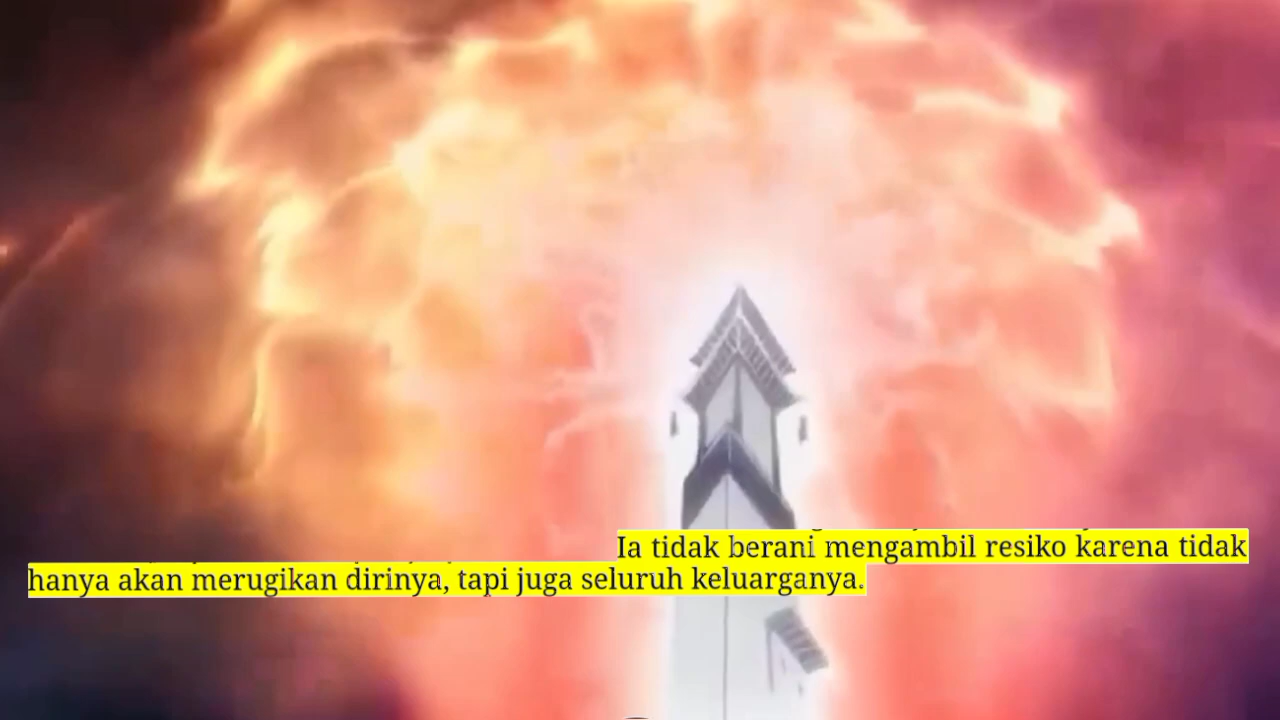 Ia tidak berani mengambil resiko karena tidak
hanya akan merugikan dirinya, tapi juga seluruh keluarganya.